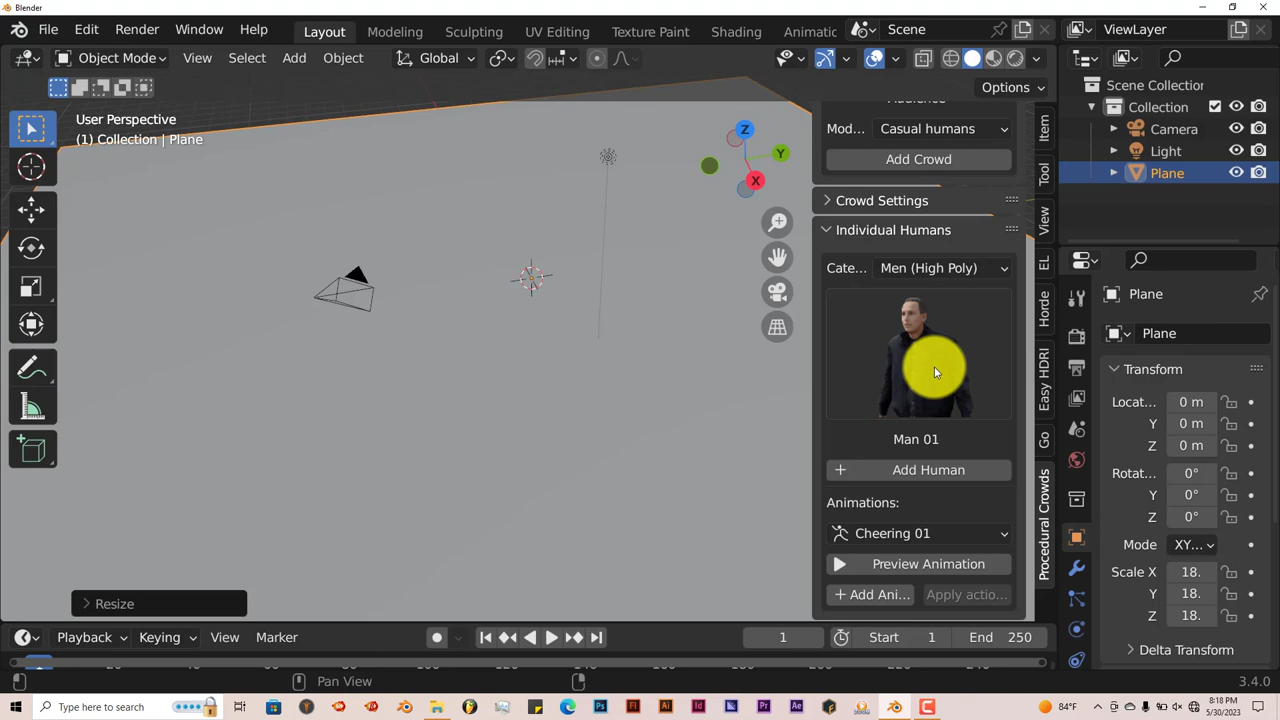 Blender
File Edit Render Window Help
Layout Modeling Sculpting UV Editing Texture Paint Shading Animatic
Scene
ViewLayer
Object Mode View Select Add Object Global
Options
User Perspective
(1) Collection | Plane
Z
Y
X
Mod... Casual humans
Add Crowd
Crowd Settings
Individual Humans
Cate... Men (High Poly)
Man 01
Add Human
Animations:
Cheering 01
Preview Animation
Add Ani... Apply actio...
Item
Tool
View
EL
Horde
Easy HDRI
Go
Procedural Crowds
Scene Collection
Collection
Camera
Light
Plane
Plane
Plane
Transform
Locat... 0 m
Y 0 m
Z 0 m
Rotat... 0°
Y 0°
Z 0°
Mode XY...
Scale X 18.
Y 18.
Z 18.
Delta Transform
Resize
Playback Keying View Marker
1 Start 1 End 250
Pan View
3.4.0
Type here to search
84°F
8:18 PM
5/30/2023